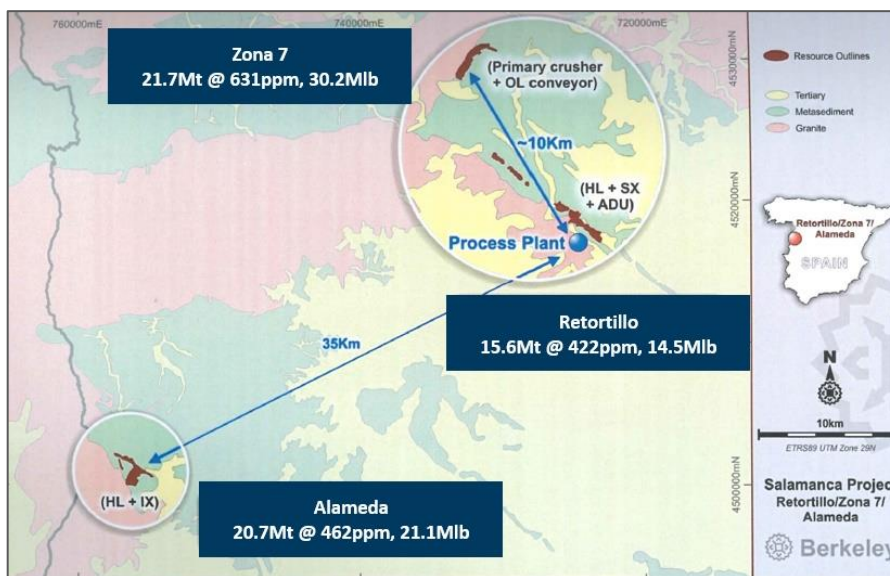 760000mE
740000mE
720000mE
Zona 7
21.7Mt @ 631ppm, 30.2Mlb
(Primary crusher
+ OL conveyor)
~10Km
(HL + SX
+ ADU)
Process Plant
Retortillo
15.6Mt @ 422ppm, 14.5Mlb
35Km
(HL + IX)
Alameda
20.7Mt @ 462ppm, 21.1Mlb
4530000mN
4520000mN
4500000mN
Resource Outlines
Tertiary
Metasediment
Granite
Retortillo/Zona 7/
Alameda
SPAIN
N
10km
ETRS89 UTM Zone 29N
Salamanca Project
Retortillo/Zona 7/
Alameda
Berkeley